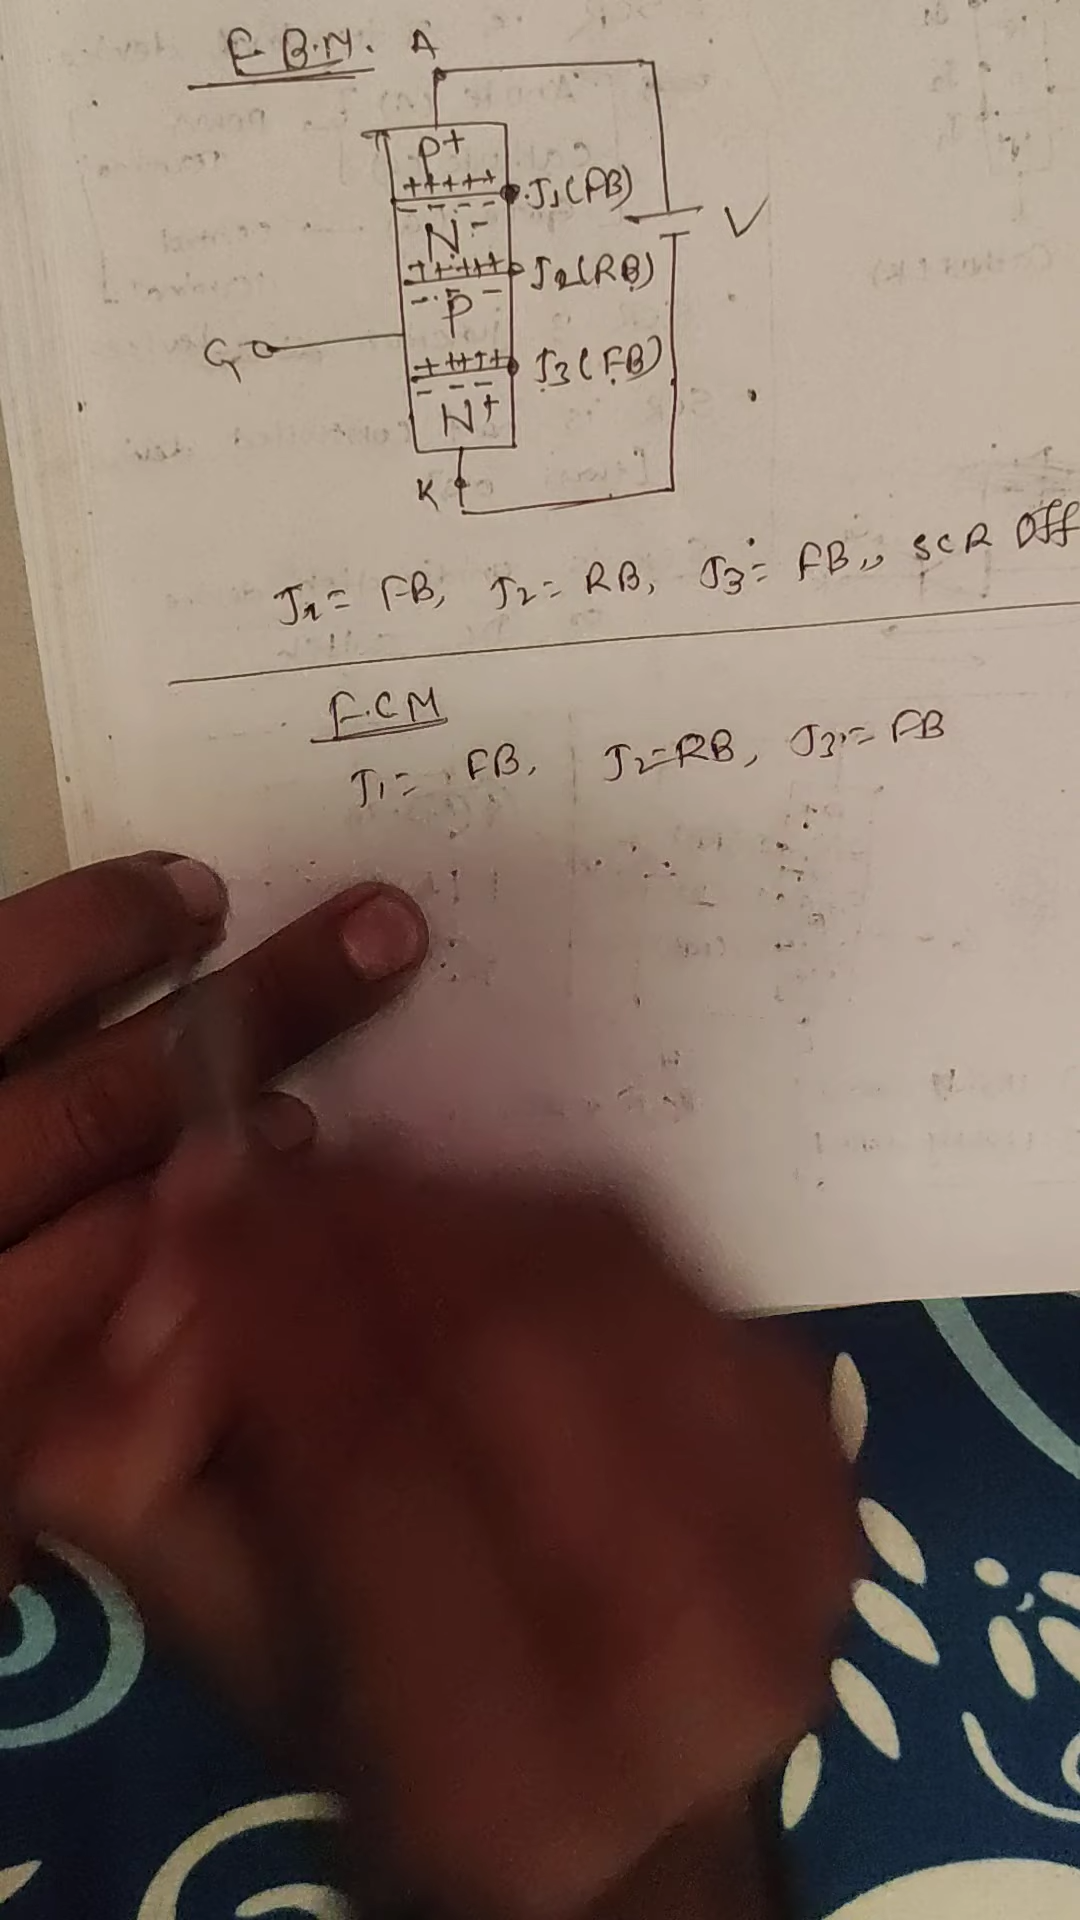 F.B.M. A
P+
+++++ J1(FB)
- - - -
N- V
+++++ J2(RB)
- - -
P
G
+++++ J3(FB)
- - -
N+
K
J1= FB, J2= RB, J3= FB,, SCR Off
F.C.M
J1= FB, J2=RB, J3= FB